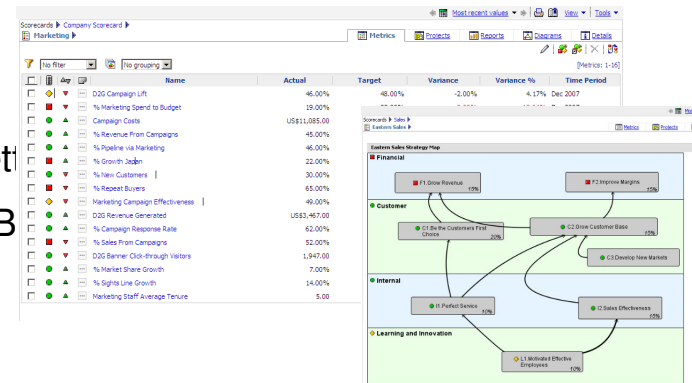 Most recent values View Tools
Scorecards Company Scorecard
Marketing Metrics Projects Reports Diagrams Details
No filter No grouping [Metrics: 1-16]
Name Actual Target Variance Variance % Time Period
D2G Campaign Lift 46.00% 48.00% -2.00% 4.17% Dec 2007
% Marketing Spend to Budget 19.00%
Campaign Costs US$11,085.00
% Revenue From Campaigns 45.00%
% Pipeline via Marketing 46.00%
% Growth Japan 22.00%
% New Customers 30.00%
% Repeat Buyers 65.00%
Marketing Campaign Effectiveness 49.00%
D2G Revenue Generated US$3,467.00
% Campaign Response Rate 62.00%
% Sales From Campaigns 52.00%
D2G Banner Click-through Visitors 1,947.00
% Market Share Growth 7.00%
% Sights Line Growth 14.00%
Marketing Staff Average Tenure 5.00
ott
B
Scorecards Sales
Eastern Sales Metrics Projects
Eastern Sales Strategy Map
Financial
F1.Grow Revenue
15%
F2.Improve Margins
15%
Customer
C1.Be the Customers First
Choice
20%
C2.Grow Customer Base
15%
C3.Develop New Markets
Internal
I1.Perfect Service
10%
I2.Sales Effectiveness
15%
Learning and Innovation
L1.Motivated Effective
Employees
10%